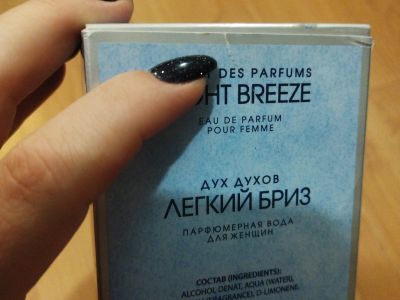 DES PARFUMS
BREEZE
EAU DE PARFUM
POUR FEMME
ДУХ ДУХОВ
ЛЕГКИЙ БРИЗ
ПАРФЮМЕРНАЯ ВОДА
ДЛЯ ЖЕНЩИН
СОСТАВ (INGREDIENTS):
ALCOHOL, DENAT, AQUA (WATER),
D-LIMONENE,